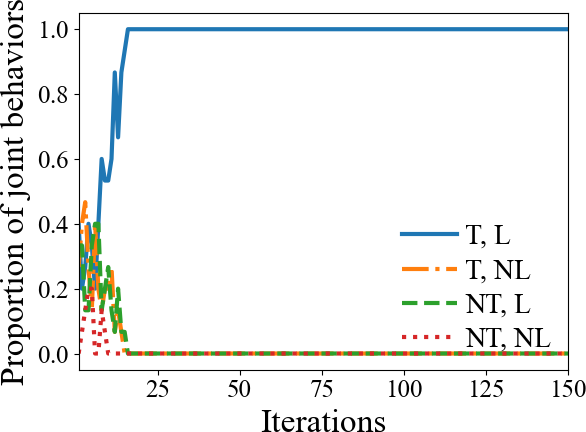 Proportion of joint behaviors
1.0
0.8
0.6
0.4
0.2
0.0
T, L
T, NL
NT, L
NT, NL
25 50 75 100 125 150
Iterations